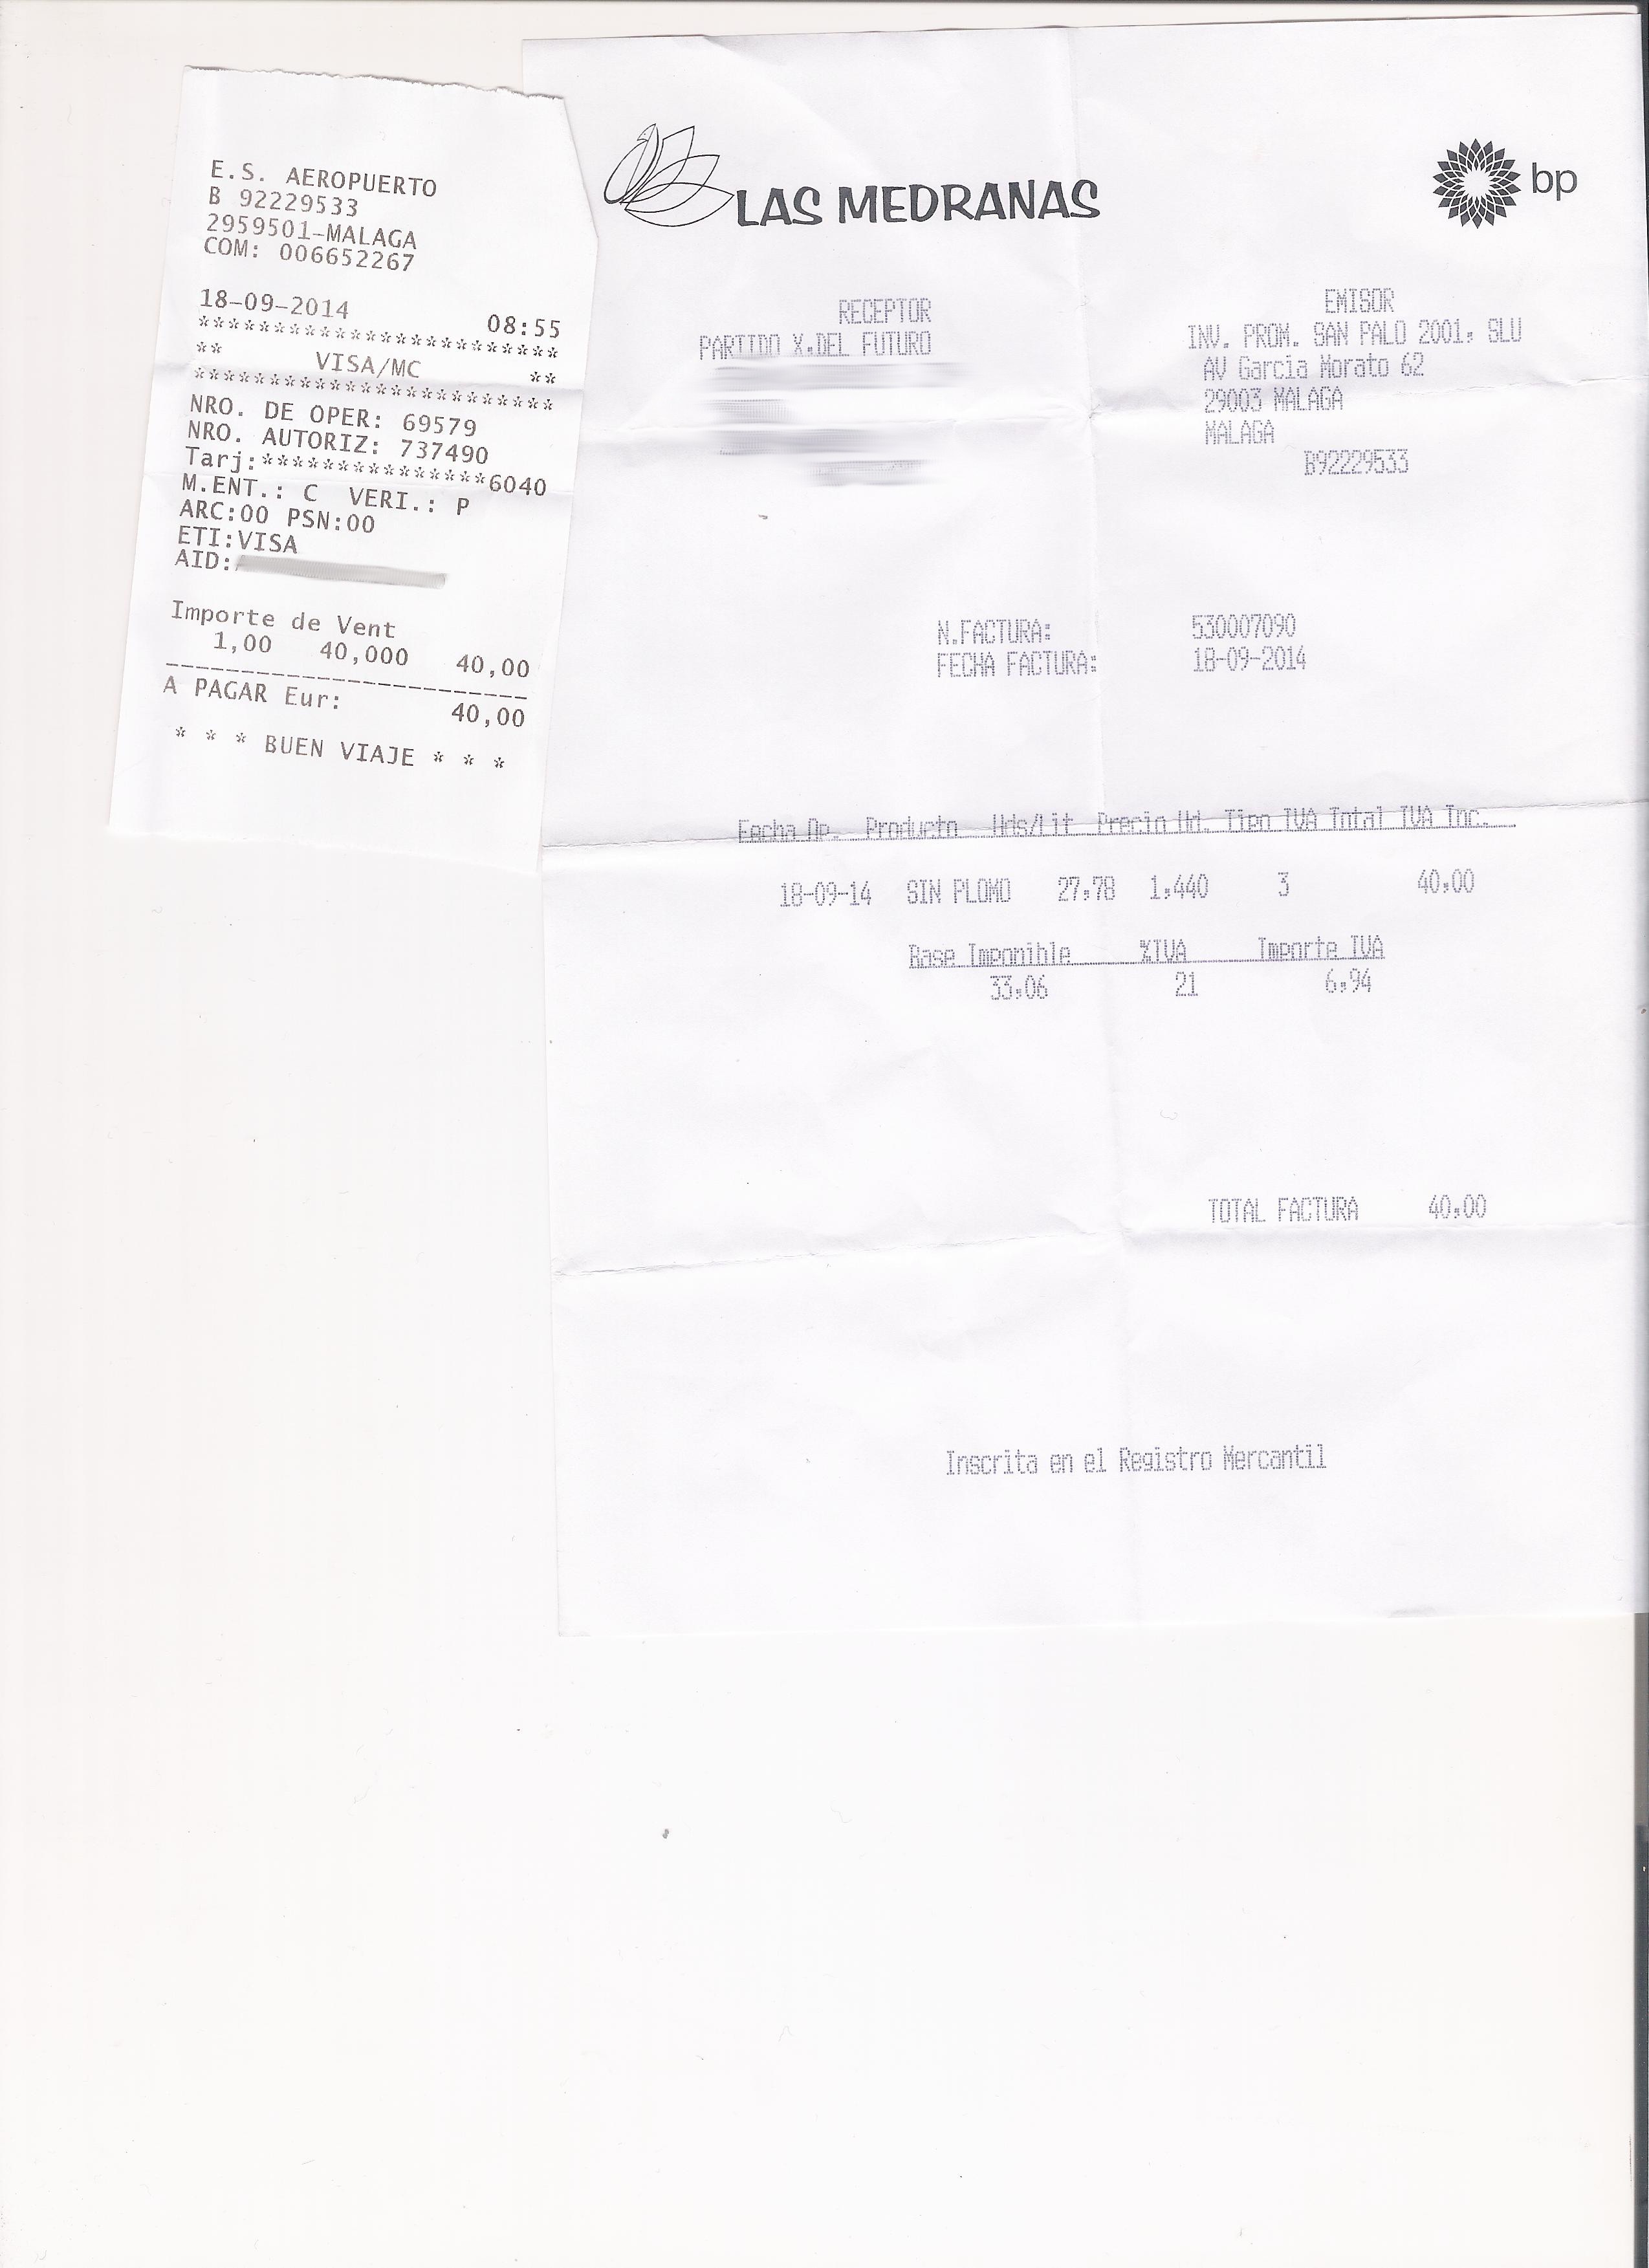 E.S. AEROPUERTO
B 92229533
2959501-MALAGA
COM: 006652267
18-09-2014 08:55
************************
** VISA/MC **
************************
NRO. DE OPER: 69579
NRO. AUTORIZ: 737490
Tarj:***************6040
M.ENT.: C VERI.: P
ARC:00 PSN:00
ETI:VISA
AID:
Importe de Vent
1,00 40,000 40,00
------------------------
A PAGAR Eur: 40,00
* * * BUEN VIAJE * * *
LAS MEDRANAS
bp
RECEPTOR
PARTIDO X.DEL FUTURO
EMISOR
INV. PROM. SAN PALO 2001, SLU
AV Garcia Morato 62
29003 MALAGA
MALAGA
B92229533
N.FACTURA: 530007090
FECHA FACTURA: 18-09-2014
Fecha Op. Producto Uds/Lit Precio Ud. Tipo IVA Total IVA Inc.
18-09-14 SIN PLOMO 27,78 1,440 3 40,00
Base Imponible %IVA Importe IVA
33,06 21 6,94
TOTAL FACTURA 40,00
Inscrita en el Registro Mercantil